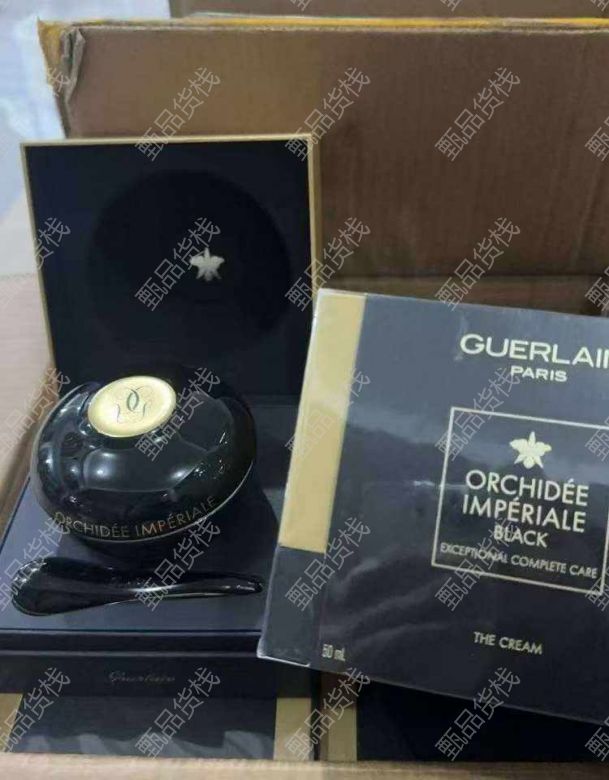 甄品货栈
GUERLAIN
PARIS
ORCHIDÉE
IMPÉRIALE
BLACK
EXCEPTIONAL COMPLETE CARE
THE CREAM
50 mL
ORCHIDÉE IMPÉRIALE
Guerlain